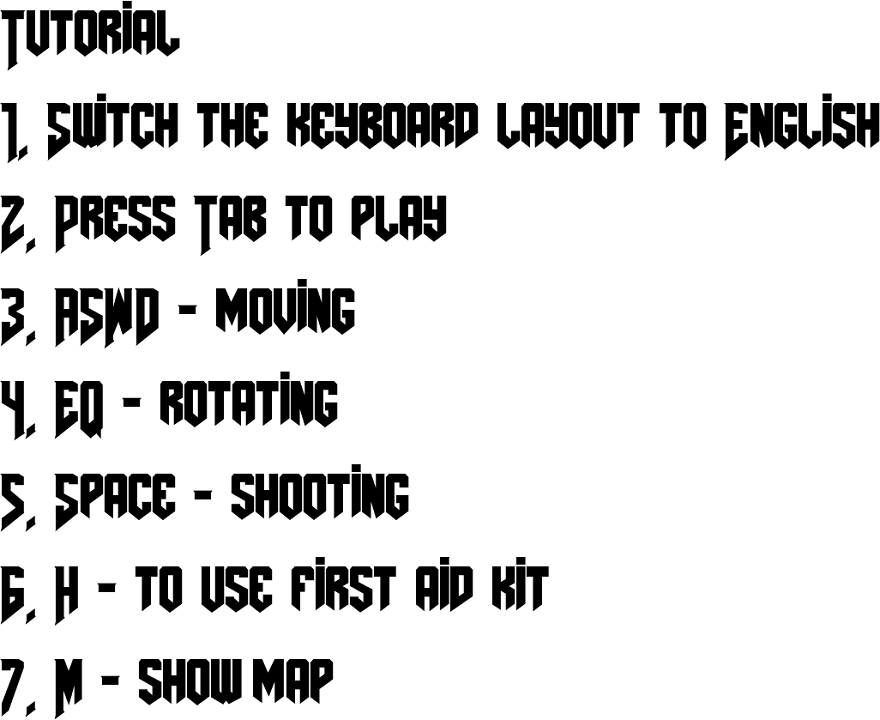 Tutorial
1. Switch the keyboard layout to English
2. Press Tab to play
3. ASWD - moving
4. EQ - rotating
5. Space - shooting
6. H - to use first aid kit
7. M - show map